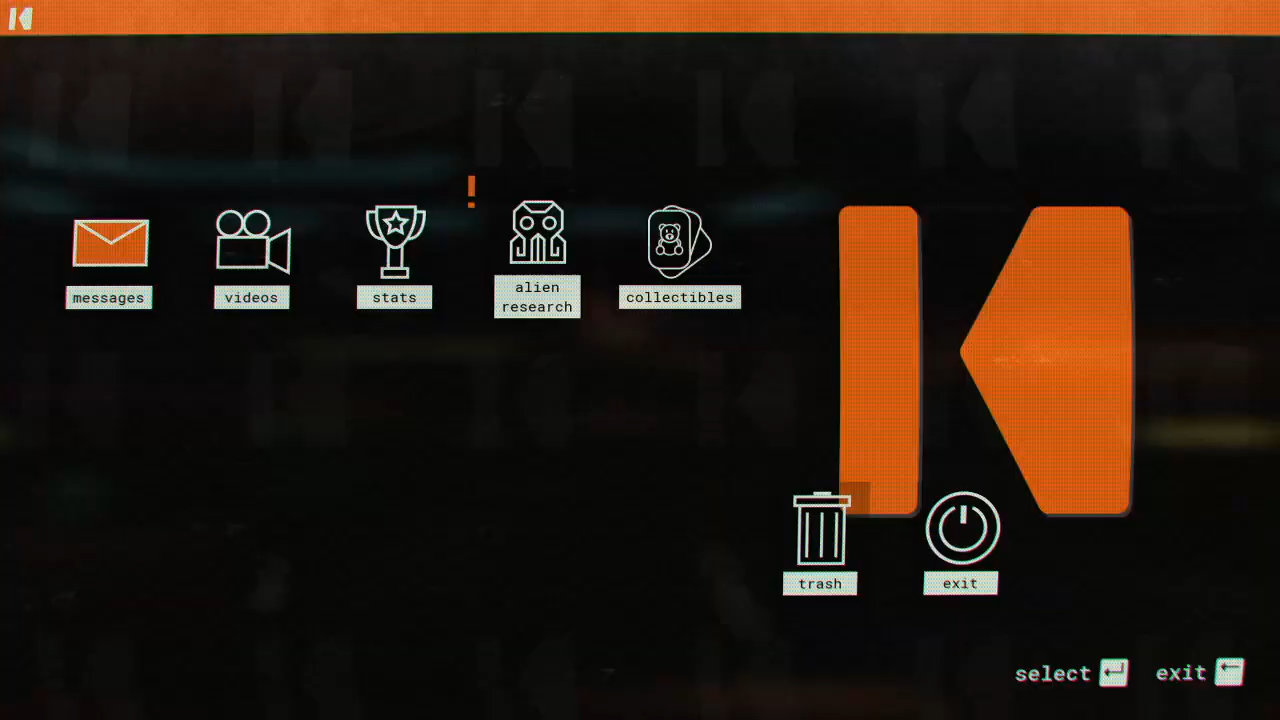 messages
videos
stats
alien
research
collectibles
trash
exit
select
exit